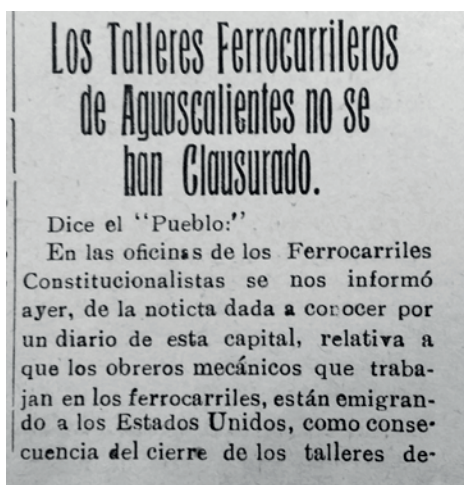 Los Talleres Ferrocarrileros
de Aguascalientes no se
han Clausurado.
Dice el "Pueblo:"
En las oficinas de los Ferrocarriles
Constitucionalistas se nos informó
ayer, de la noticta dada a conocer por
un diario de esta capital, relativa a
que los obreros mecánicos que traba-
jan en los ferrocarriles, están emigran-
do a los Estados Unidos, como conse-
cuencia del cierre de los talleres de-